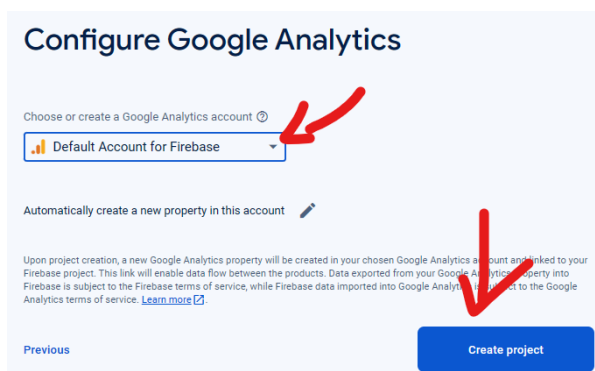 Configure Google Analytics
Choose or create a Google Analytics account
Default Account for Firebase
Automatically create a new property in this account
Upon project creation, a new Google Analytics property will be created in your chosen Google Analytics account and linked to your
Firebase project. This link will enable data flow between the products. Data exported from your Google Analytics property into
Firebase is subject to the Firebase terms of service, while Firebase data imported into Google Analytics is subject to the Google
Analytics terms of service. Learn more.
Previous
Create project